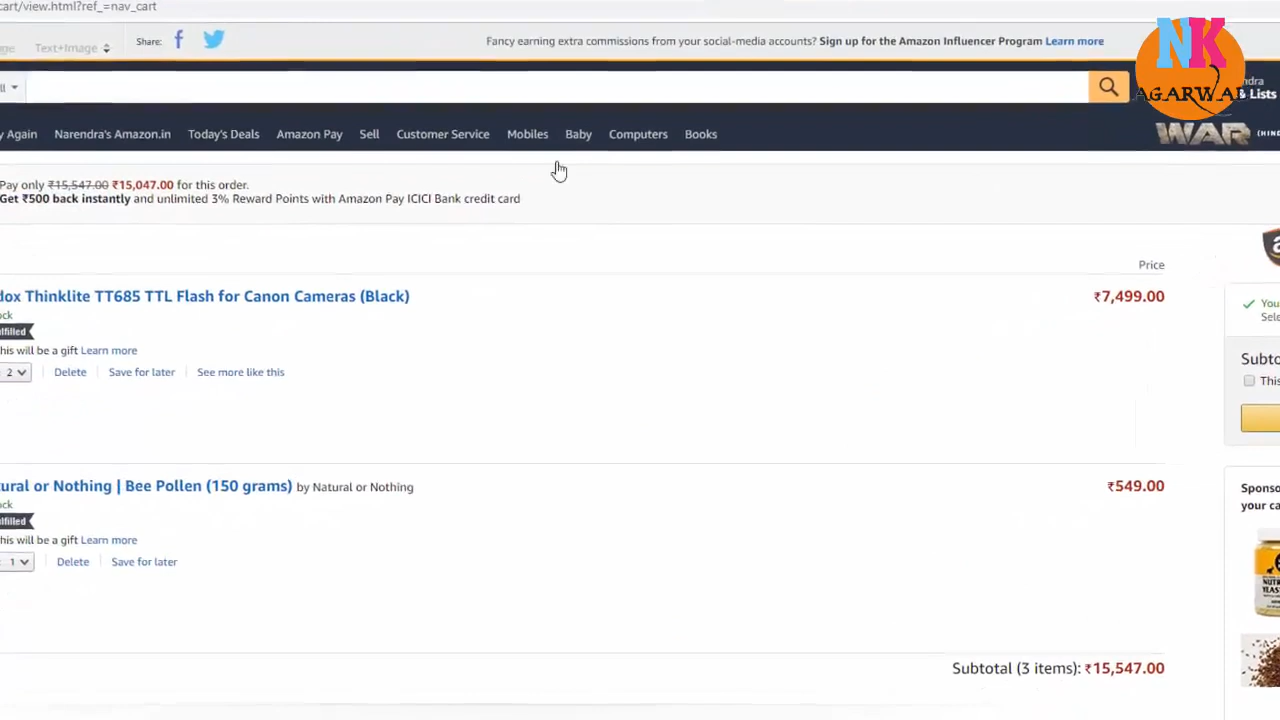 cart/view.html?ref_=nav_cart
Text+Image
Share:
Fancy earning extra commissions from your social-media accounts? Sign up for the Amazon Influencer Program Learn more
NK
AGARWAL
& Lists
Again Narendra's Amazon.in Today's Deals Amazon Pay Sell Customer Service Mobiles Baby Computers Books
WAR
Pay only ₹15,547.00 ₹15,047.00 for this order.
Get ₹500 back instantly and unlimited 3% Reward Points with Amazon Pay ICICI Bank credit card
Price
Thinklite TT685 TTL Flash for Canon Cameras (Black) ₹7,499.00
will be a gift Learn more
2 Delete Save for later See more like this
or Nothing | Bee Pollen (150 grams) by Natural or Nothing ₹549.00
will be a gift Learn more
1 Delete Save for later
Subtotal (3 items): ₹15,547.00